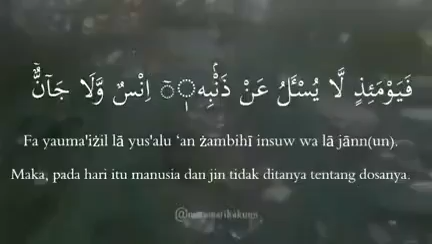 فَيَوْمَئِذٍ لَّا يُسْـَٔلُ عَنْ ذَنْۢبِهٖٓ اِنْسٌ وَّلَا جَاۤنٌّۚ
Fa yauma'iżil lā yus'alu ‘an żambihī insuw wa lā jānn(un).
Maka, pada hari itu manusia dan jin tidak ditanya tentang dosanya.